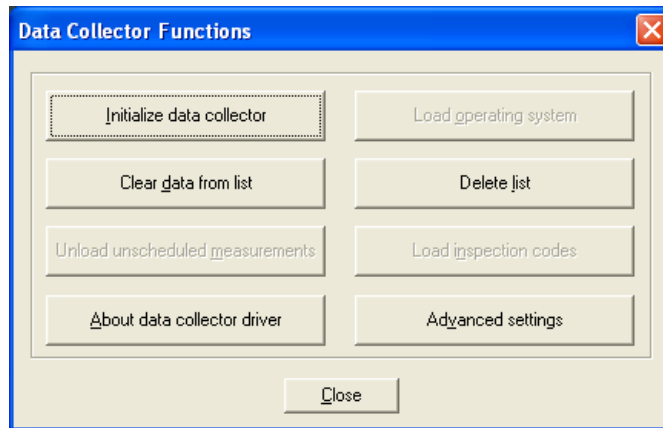 Data Collector Functions
Initialize data collector
Load operating system
Clear data from list
Delete list
Unload unscheduled measurements
Load inspection codes
About data collector driver
Advanced settings
Close